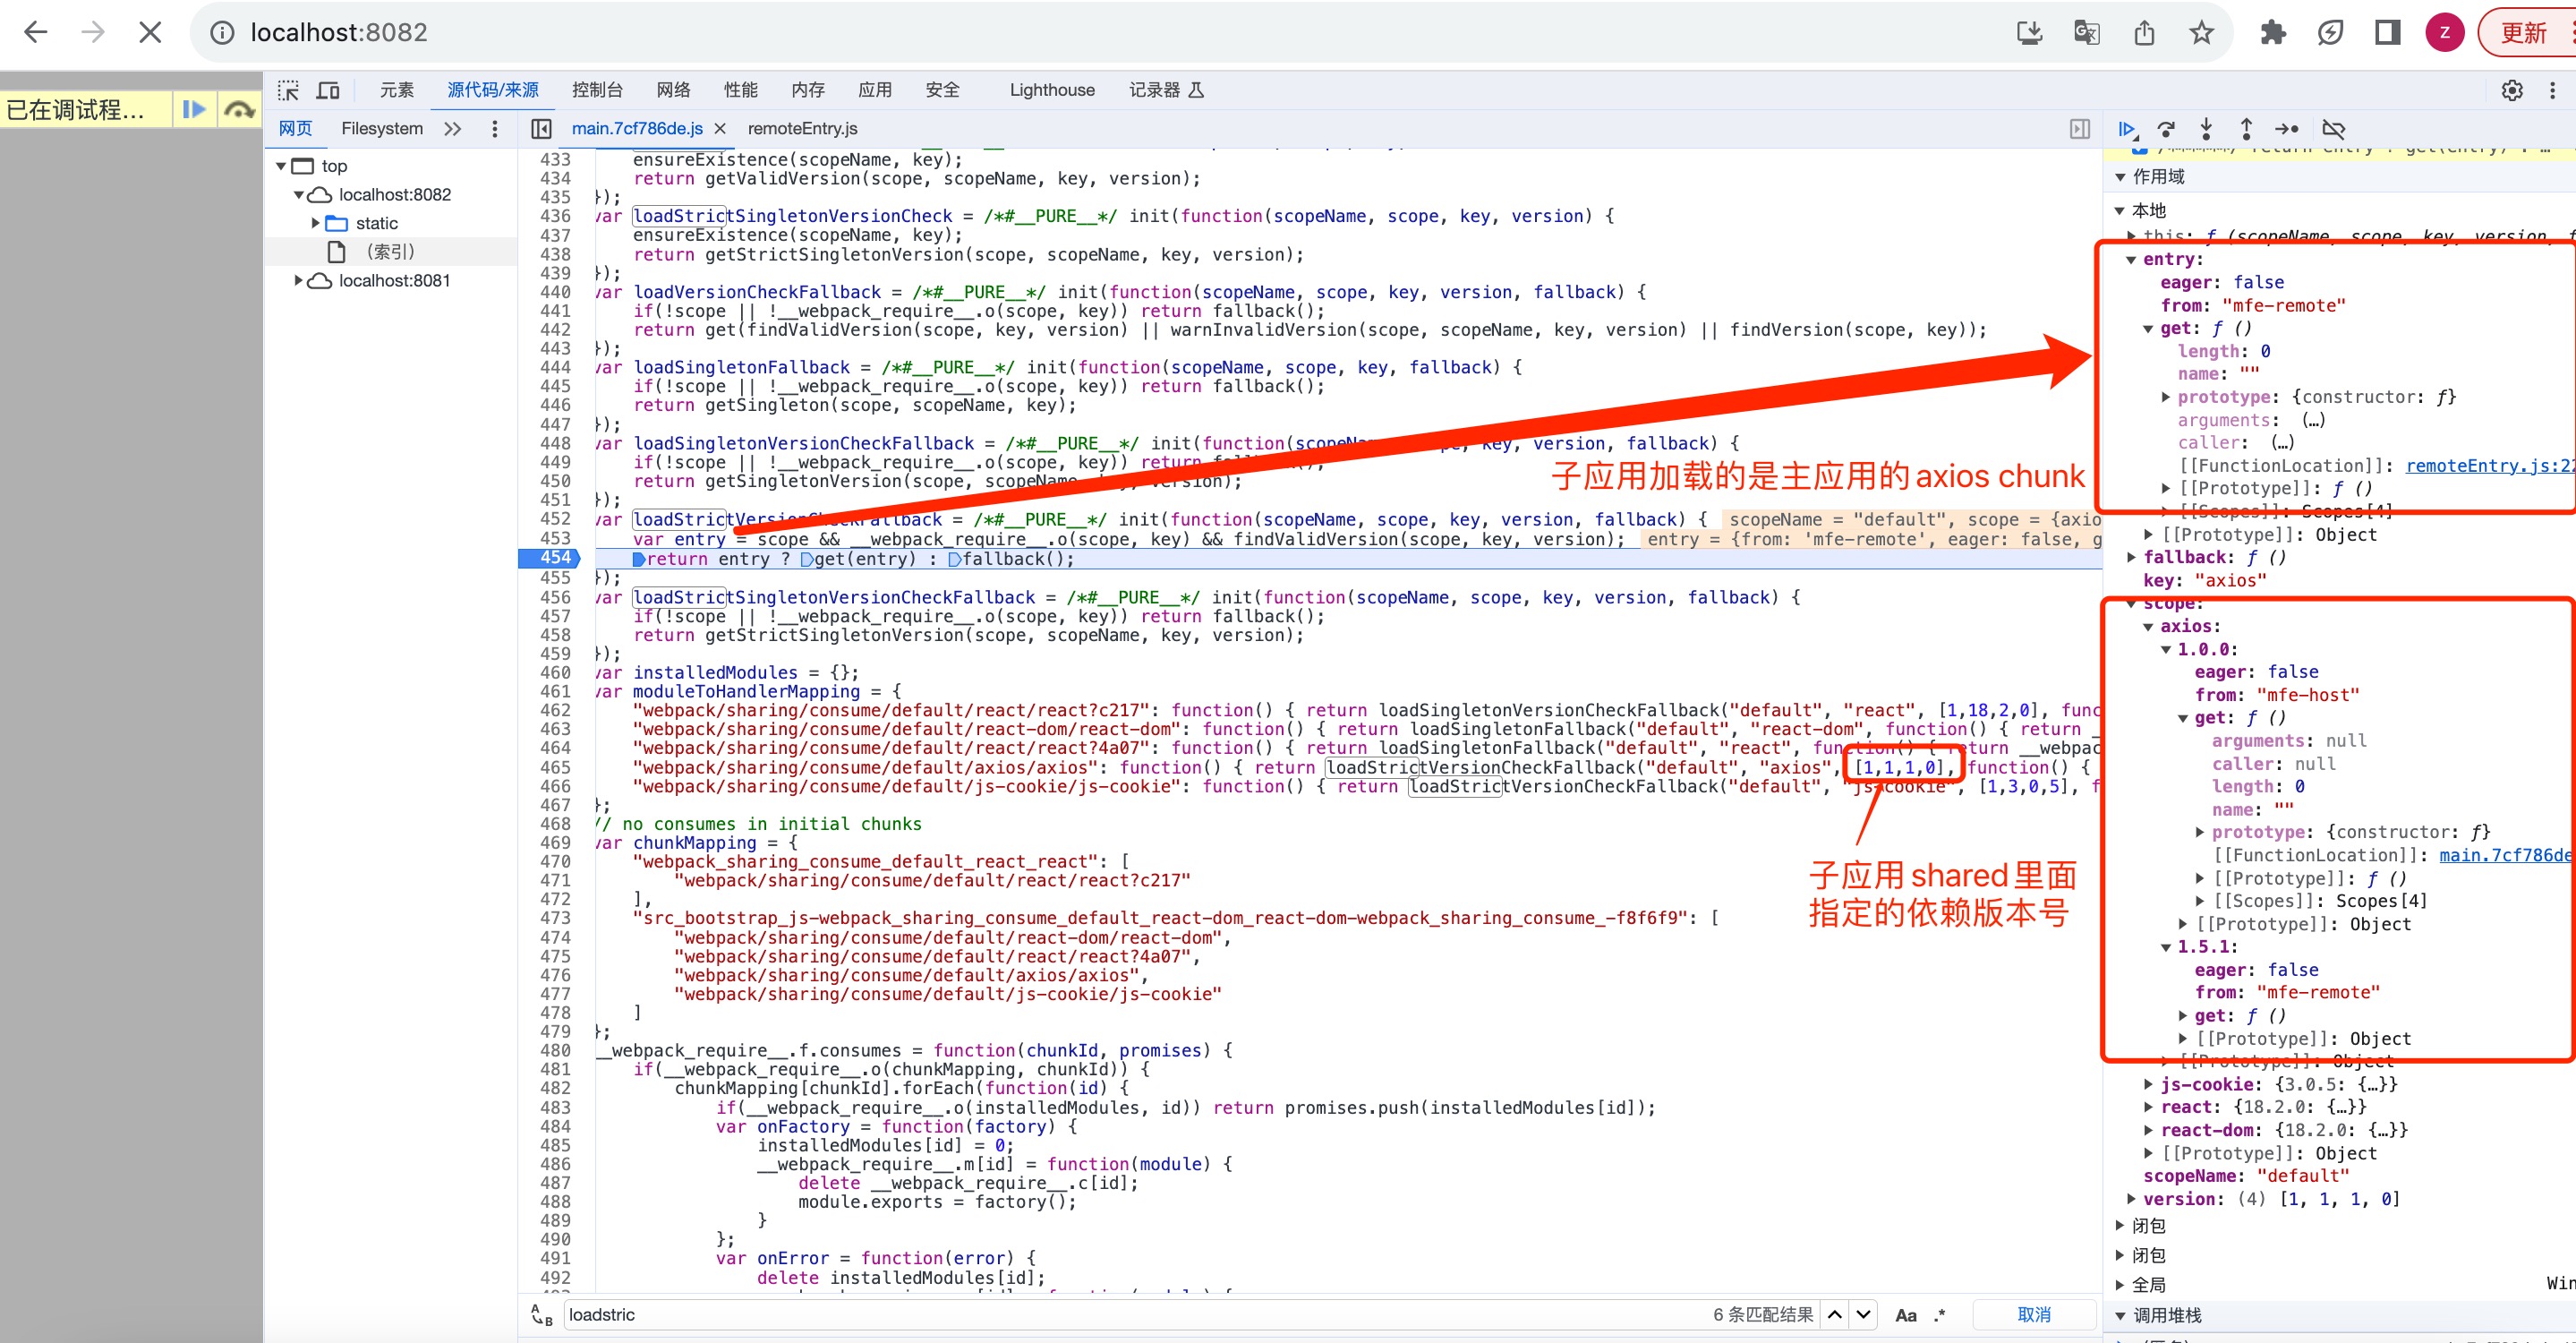 localhost:8082
更新
已在调试程...
元素 源代码/来源 控制台 网络 性能 内存 应用 安全 Lighthouse 记录器
网页 Filesystem
main.7cf786de.js
remoteEntry.js
top
localhost:8082
static
（索引）
localhost:8081
433 ensureExistence(scopeName, key);
434 return getValidVersion(scope, scopeName, key, version);
435 });
436 var loadStrictSingletonVersionCheck = /*#__PURE__*/ init(function(scopeName, scope, key, version) {
437 ensureExistence(scopeName, key);
438 return getStrictSingletonVersion(scope, scopeName, key, version);
439 });
440 var loadVersionCheckFallback = /*#__PURE__*/ init(function(scopeName, scope, key, version, fallback) {
441 if(!scope || !__webpack_require__.o(scope, key)) return fallback();
442 return get(findValidVersion(scope, key, version) || warnInvalidVersion(scope, scopeName, key, version) || findVersion(scope, key));
443 });
444 var loadSingletonFallback = /*#__PURE__*/ init(function(scopeName, scope, key, fallback) {
445 if(!scope || !__webpack_require__.o(scope, key)) return fallback();
446 return getSingleton(scope, scopeName, key);
447 });
448 var loadSingletonVersionCheckFallback = /*#__PURE__*/ init(function(scopeName, scope, key, version, fallback) {
449 if(!scope || !__webpack_require__.o(scope, key)) return fallback();
450 return getSingletonVersion(scope, scopeName, key, version);
451 });
452 var loadStrictVersionCheckFallback = /*#__PURE__*/ init(function(scopeName, scope, key, version, fallback) { scopeName = "default", scope = {axio
453 var entry = scope && __webpack_require__.o(scope, key) && findValidVersion(scope, key, version); entry = {from: 'mfe-remote', eager: false, g
454 return entry ? get(entry) : fallback();
455 });
456 var loadStrictSingletonVersionCheckFallback = /*#__PURE__*/ init(function(scopeName, scope, key, version, fallback) {
457 if(!scope || !__webpack_require__.o(scope, key)) return fallback();
458 return getStrictSingletonVersion(scope, scopeName, key, version);
459 });
460 var installedModules = {};
461 var moduleToHandlerMapping = {
462 "webpack/sharing/consume/default/react/react?c217": function() { return loadSingletonVersionCheckFallback("default", "react", [1,18,2,0], func
463 "webpack/sharing/consume/default/react-dom/react-dom": function() { return loadSingletonFallback("default", "react-dom", function() { return _
464 "webpack/sharing/consume/default/react/react?4a07": function() { return loadSingletonFallback("default", "react", function() { return __webpac
465 "webpack/sharing/consume/default/axios/axios": function() { return loadStrictVersionCheckFallback("default", "axios", [1,1,1,0], function() {
466 "webpack/sharing/consume/default/js-cookie/js-cookie": function() { return loadStrictVersionCheckFallback("default", "js-cookie", [1,3,0,5], f
467 };
468 // no consumes in initial chunks
469 var chunkMapping = {
470 "webpack_sharing_consume_default_react_react": [
471 "webpack/sharing/consume/default/react/react?c217"
472 ],
473 "src_bootstrap_js-webpack_sharing_consume_default_react-dom_react-dom-webpack_sharing_consume_-f8f6f9": [
474 "webpack/sharing/consume/default/react-dom/react-dom",
475 "webpack/sharing/consume/default/react/react?4a07",
476 "webpack/sharing/consume/default/axios/axios",
477 "webpack/sharing/consume/default/js-cookie/js-cookie"
478 ]
479 };
480 __webpack_require__.f.consumes = function(chunkId, promises) {
481 if(__webpack_require__.o(chunkMapping, chunkId)) {
482 chunkMapping[chunkId].forEach(function(id) {
483 if(__webpack_require__.o(installedModules, id)) return promises.push(installedModules[id]);
484 var onFactory = function(factory) {
485 installedModules[id] = 0;
486 __webpack_require__.m[id] = function(module) {
487 delete __webpack_require__.c[id];
488 module.exports = factory();
489 }
490 };
491 var onError = function(error) {
492 delete installedModules[id];
子应用加载的是主应用的axios chunk
子应用shared里面
指定的依赖版本号
loadstric
6 条匹配结果
Aa .*
取消
作用域
本地
this: f (scopeName, scope, key, version, f
entry:
eager: false
from: "mfe-remote"
get: f ()
length: 0
name: ""
prototype: {constructor: f}
arguments: (…)
caller: (…)
[[FunctionLocation]]: remoteEntry.js:22
[[Prototype]]: f ()
[[Scopes]]: Scopes[4]
[[Prototype]]: Object
fallback: f ()
key: "axios"
scope:
axios:
1.0.0:
eager: false
from: "mfe-host"
get: f ()
arguments: null
caller: null
length: 0
name: ""
prototype: {constructor: f}
[[FunctionLocation]]: main.7cf786de
[[Prototype]]: f ()
[[Scopes]]: Scopes[4]
[[Prototype]]: Object
1.5.1:
eager: false
from: "mfe-remote"
get: f ()
[[Prototype]]: Object
[[Prototype]]: Object
js-cookie: {3.0.5: {…}}
react: {18.2.0: {…}}
react-dom: {18.2.0: {…}}
[[Prototype]]: Object
scopeName: "default"
version: (4) [1, 1, 1, 0]
闭包
闭包
全局 Win
调用堆栈